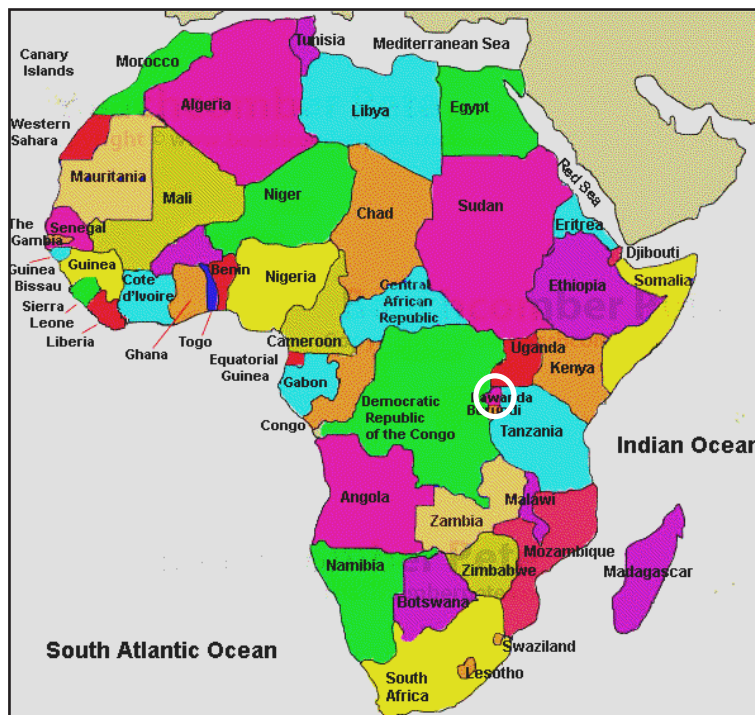 Canary
Islands
Morocco
Tunisia
Mediterranean Sea
Algeria
Libya
Egypt
Western
Sahara
Mauritania
Mali
Niger
Chad
Sudan
Red Sea
Eritrea
Djibouti
The
Gambia
Senegal
Guinea
Bissau
Guinea
Sierra
Leone
Liberia
Cote
d'Ivoire
Ghana
Togo
Benin
Nigeria
Cameroon
Central
African
Republic
Ethiopia
Somalia
Equatorial
Guinea
Gabon
Congo
Democratic
Republic
of the Congo
Uganda
Kenya
Burundi
Tanzania
Indian Ocean
Angola
Zambia
Malawi
Mozambique
Madagascar
Namibia
Zimbabwe
Botswana
Swaziland
Lesotho
South
Africa
South Atlantic Ocean